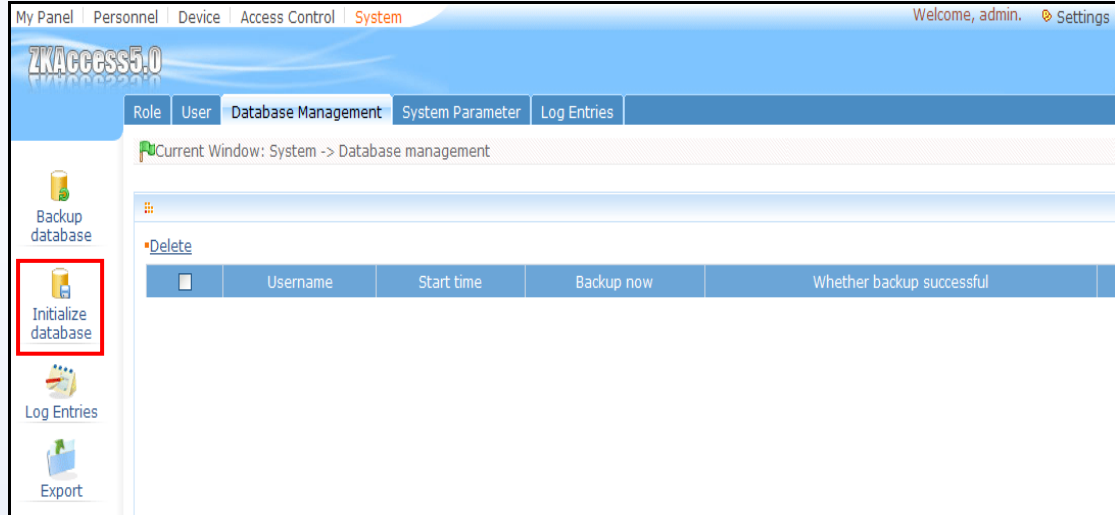 My Panel Personnel Device Access Control System Welcome, admin. Settings
ZKAccess5.0
Role User Database Management System Parameter Log Entries
Current Window: System -> Database management
Backup
database
Delete
Username Start time Backup now Whether backup successful
Initialize
database
Log Entries
Export